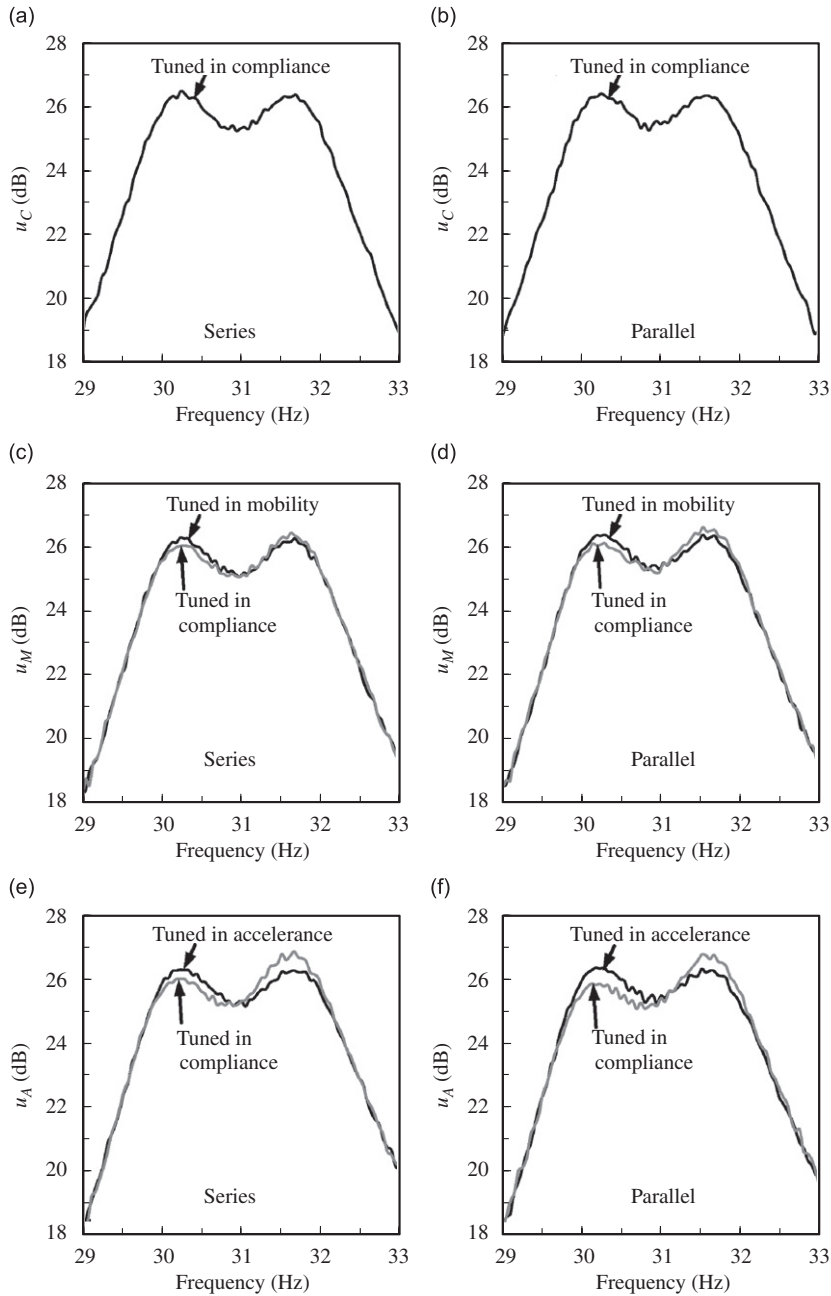 (a)
28
26
24
22
20
18
u_C (dB)
Tuned in compliance
Series
29 30 31 32 33
Frequency (Hz)
(b)
28
26
24
22
20
18
u_C (dB)
Tuned in compliance
Parallel
29 30 31 32 33
Frequency (Hz)
(c)
28
26
24
22
20
18
u_M (dB)
Tuned in mobility
Tuned in
compliance
Series
29 30 31 32 33
Frequency (Hz)
(d)
28
26
24
22
20
18
u_M (dB)
Tuned in mobility
Tuned in
compliance
Parallel
29 30 31 32 33
Frequency (Hz)
(e)
28
26
24
22
20
18
u_A (dB)
Tuned in accelerance
Tuned in
compliance
Series
29 30 31 32 33
Frequency (Hz)
(f)
28
26
24
22
20
18
u_A (dB)
Tuned in accelerance
Tuned in
compliance
Parallel
29 30 31 32 33
Frequency (Hz)